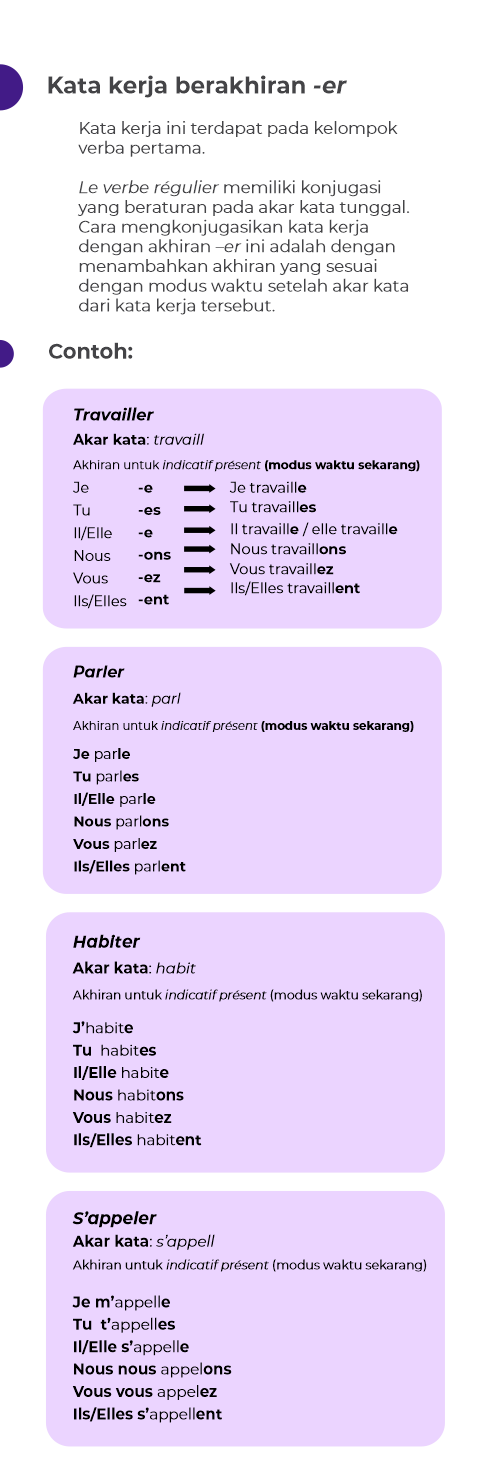 Kata kerja berakhiran -er
Kata kerja ini terdapat pada kelompok
verba pertama.
Le verbe régulier memiliki konjugasi
yang beraturan pada akar kata tunggal.
Cara mengkonjugasikan kata kerja
dengan akhiran –er ini adalah dengan
menambahkan akhiran yang sesuai
dengan modus waktu setelah akar kata
dari kata kerja tersebut.
Contoh:
Travailler
Akar kata: travaill
Akhiran untuk indicatif présent (modus waktu sekarang)
Je -e Je travaille
Tu -es Tu travailles
Il/Elle -e Il travaille / elle travaille
Nous -ons Nous travaillons
Vous -ez Vous travaillez
Ils/Elles -ent Ils/Elles travaillent
Parler
Akar kata: parl
Akhiran untuk indicatif présent (modus waktu sekarang)
Je parle
Tu parles
Il/Elle parle
Nous parlons
Vous parlez
Ils/Elles parlent
Habiter
Akar kata: habit
Akhiran untuk indicatif présent (modus waktu sekarang)
J’habite
Tu habites
Il/Elle habite
Nous habitons
Vous habitez
Ils/Elles habitent
S’appeler
Akar kata: s’appell
Akhiran untuk indicatif présent (modus waktu sekarang)
Je m’appelle
Tu t’appelles
Il/Elle s’appelle
Nous nous appelons
Vous vous appelez
Ils/Elles s’appellent